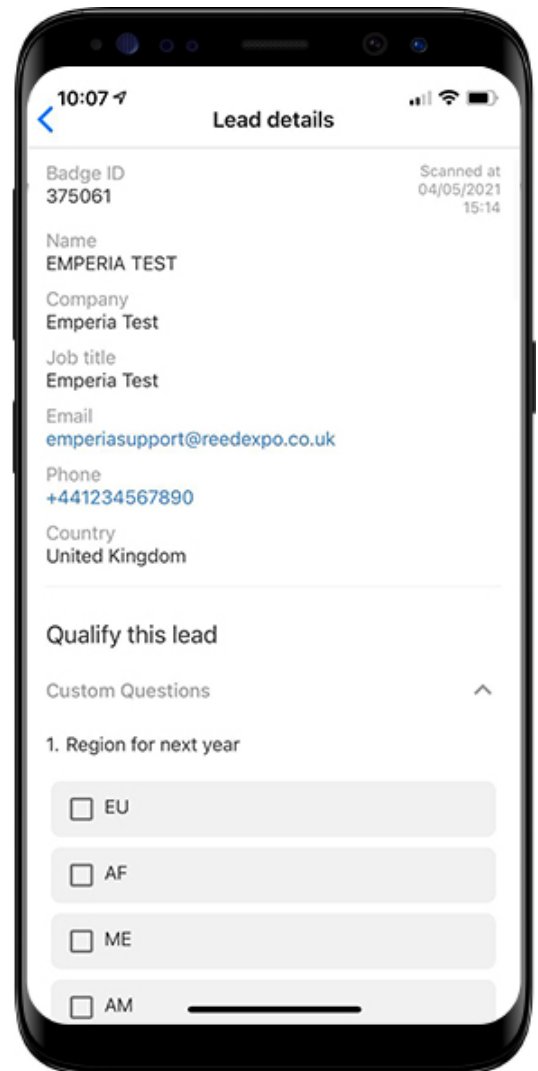 10:07
Lead details
Badge ID
375061
Scanned at
04/05/2021
15:14
Name
EMPERIA TEST
Company
Emperia Test
Job title
Emperia Test
Email
emperiasupport@reedexpo.co.uk
Phone
+441234567890
Country
United Kingdom
Qualify this lead
Custom Questions
1. Region for next year
EU
AF
ME
AM